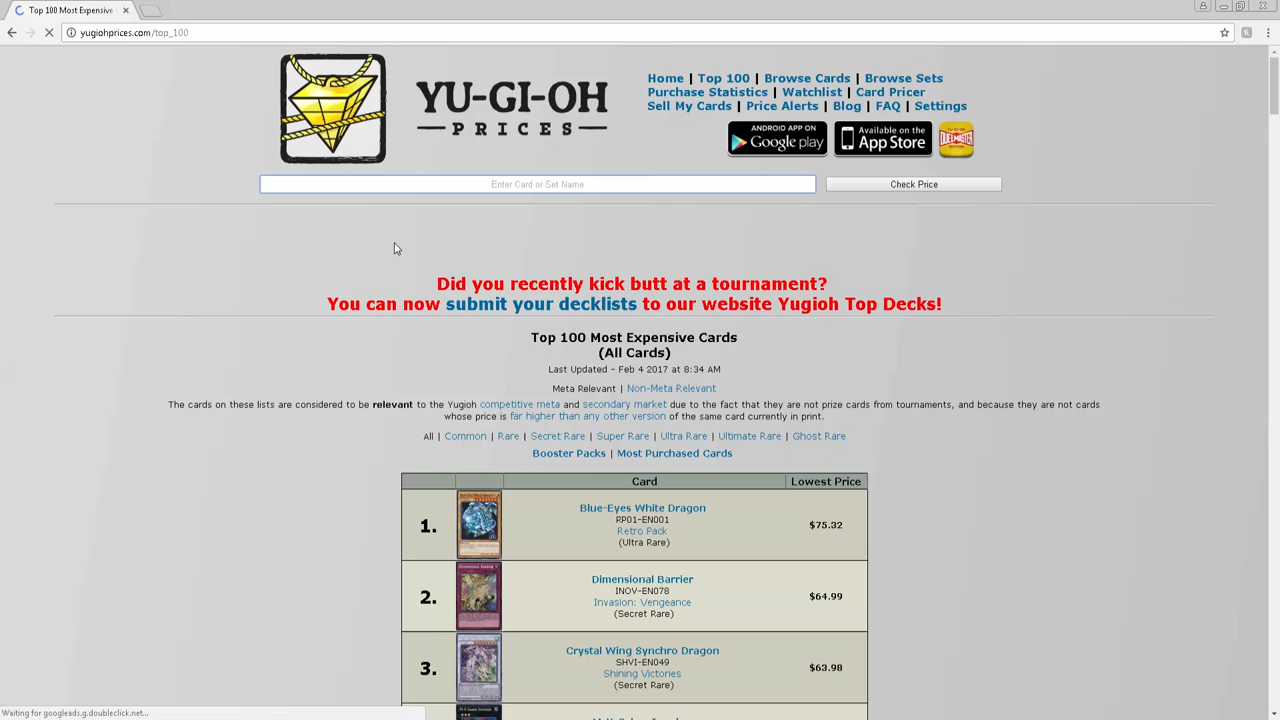 Top 100 Most Expensive
yugiohprices.com/top_100
YU-GI-OH
PRICES
Home | Top 100 | Browse Cards | Browse Sets
Purchase Statistics | Watchlist | Card Pricer
Sell My Cards | Price Alerts | Blog | FAQ | Settings
ANDROID APP ON
Google play
Available on the
App Store
Enter Card or Set Name
Check Price
Did you recently kick butt at a tournament?
You can now submit your decklists to our website Yugioh Top Decks!
Top 100 Most Expensive Cards
(All Cards)
Last Updated - Feb 4 2017 at 8:34 AM
Meta Relevant | Non-Meta Relevant
The cards on these lists are considered to be relevant to the Yugioh competitive meta and secondary market due to the fact that they are not prize cards from tournaments, and because they are not cards
whose price is far higher than any other version of the same card currently in print.
All | Common | Rare | Secret Rare | Super Rare | Ultra Rare | Ultimate Rare | Ghost Rare
Booster Packs | Most Purchased Cards
Card
Lowest Price
1.
Blue-Eyes White Dragon
RP01-EN001
Retro Pack
(Ultra Rare)
$75.32
2.
Dimensional Barrier
INOV-EN078
Invasion: Vengeance
(Secret Rare)
$64.99
3.
Crystal Wing Synchro Dragon
SHVI-EN049
Shining Victories
(Secret Rare)
$63.98
Waiting for googleads.g.doubleclick.net...